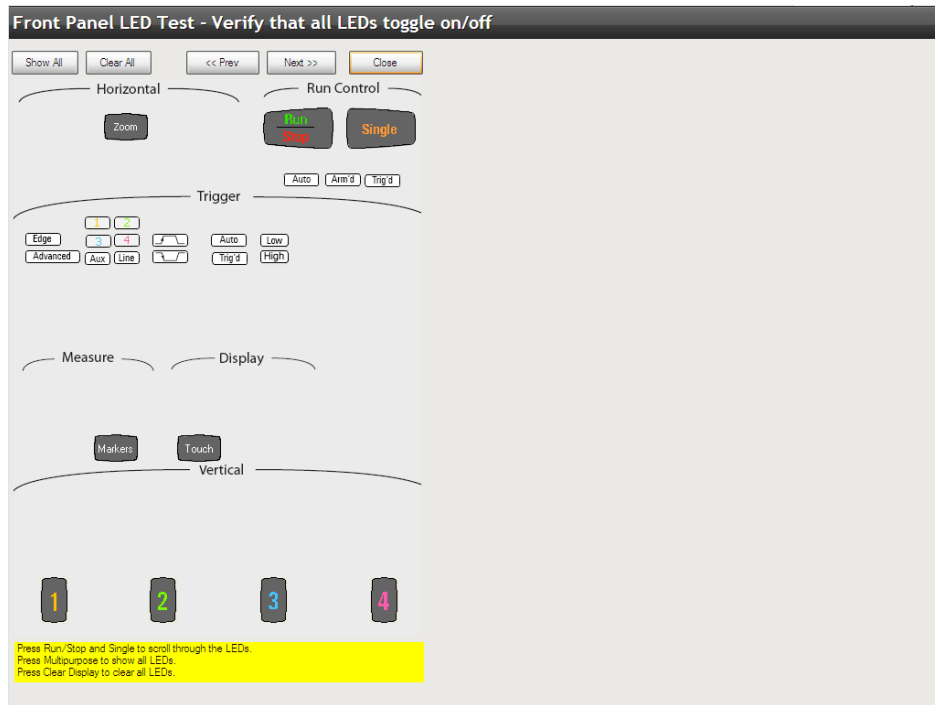 Front Panel LED Test - Verify that all LEDs toggle on/off
Show All Clear All << Prev Next >> Close
Horizontal Run Control
Zoom
Run
Stop
Single
Auto Arm'd Trig'd
Trigger
1 2
Edge 3 4 Auto Low
Advanced Aux Line Trig'd High
Measure Display
Markers Touch
Vertical
1 2 3 4
Press Run/Stop and Single to scroll through the LEDs.
Press Multipurpose to show all LEDs.
Press Clear Display to clear all LEDs.